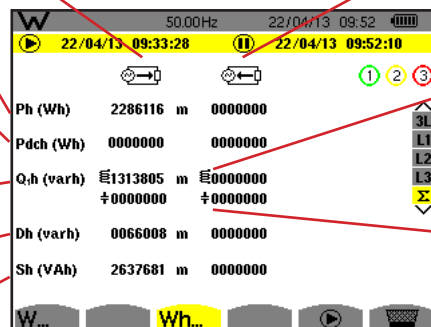 W 50.00Hz 22/04/13 09:52
22/04/13 09:33:28 22/04/13 09:52:10
1 2 3
Ph (Wh) 2286116 m 0000000
3L
Pdch (Wh) 0000000 0000000
L1
L2
Q₁h (varh) 1313805 m 0000000
L3
÷0000000 ÷0000000
Σ
Dh (varh) 0066008 m 0000000
Sh (VAh) 2637681 m 0000000
W... Wh...